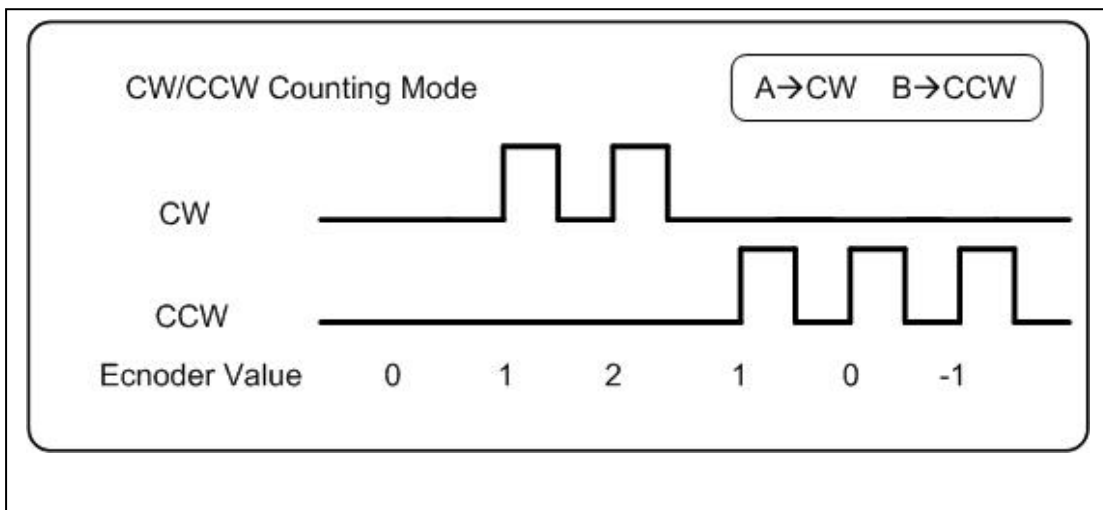 CW/CCW Counting Mode
A→CW B→CCW
CW
CCW
Ecnoder Value 0 1 2 1 0 -1